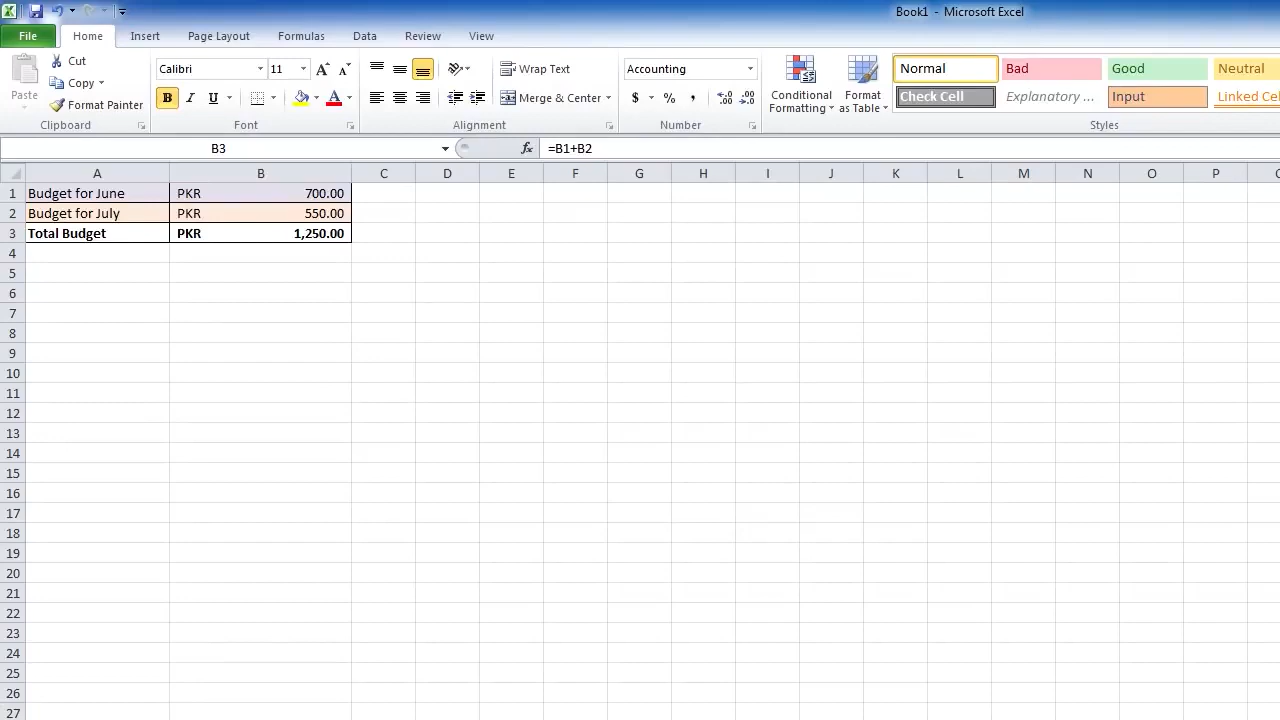 Book1 - Microsoft Excel
File Home Insert Page Layout Formulas Data Review View
Paste
Cut
Copy
Format Painter
Clipboard
Calibri 11
B I U
Font
Wrap Text
Merge & Center
Alignment
Accounting
$ % ,
Number
Conditional Formatting
Format as Table
Normal Bad Good Neutral
Check Cell Explanatory ... Input Linked Cel
Styles
B3 fx =B1+B2
A B C D E F G H I J K L M N O P
1 Budget for June PKR 700.00
2 Budget for July PKR 550.00
3 Total Budget PKR 1,250.00
4
5
6
7
8
9
10
11
12
13
14
15
16
17
18
19
20
21
22
23
24
25
26
27